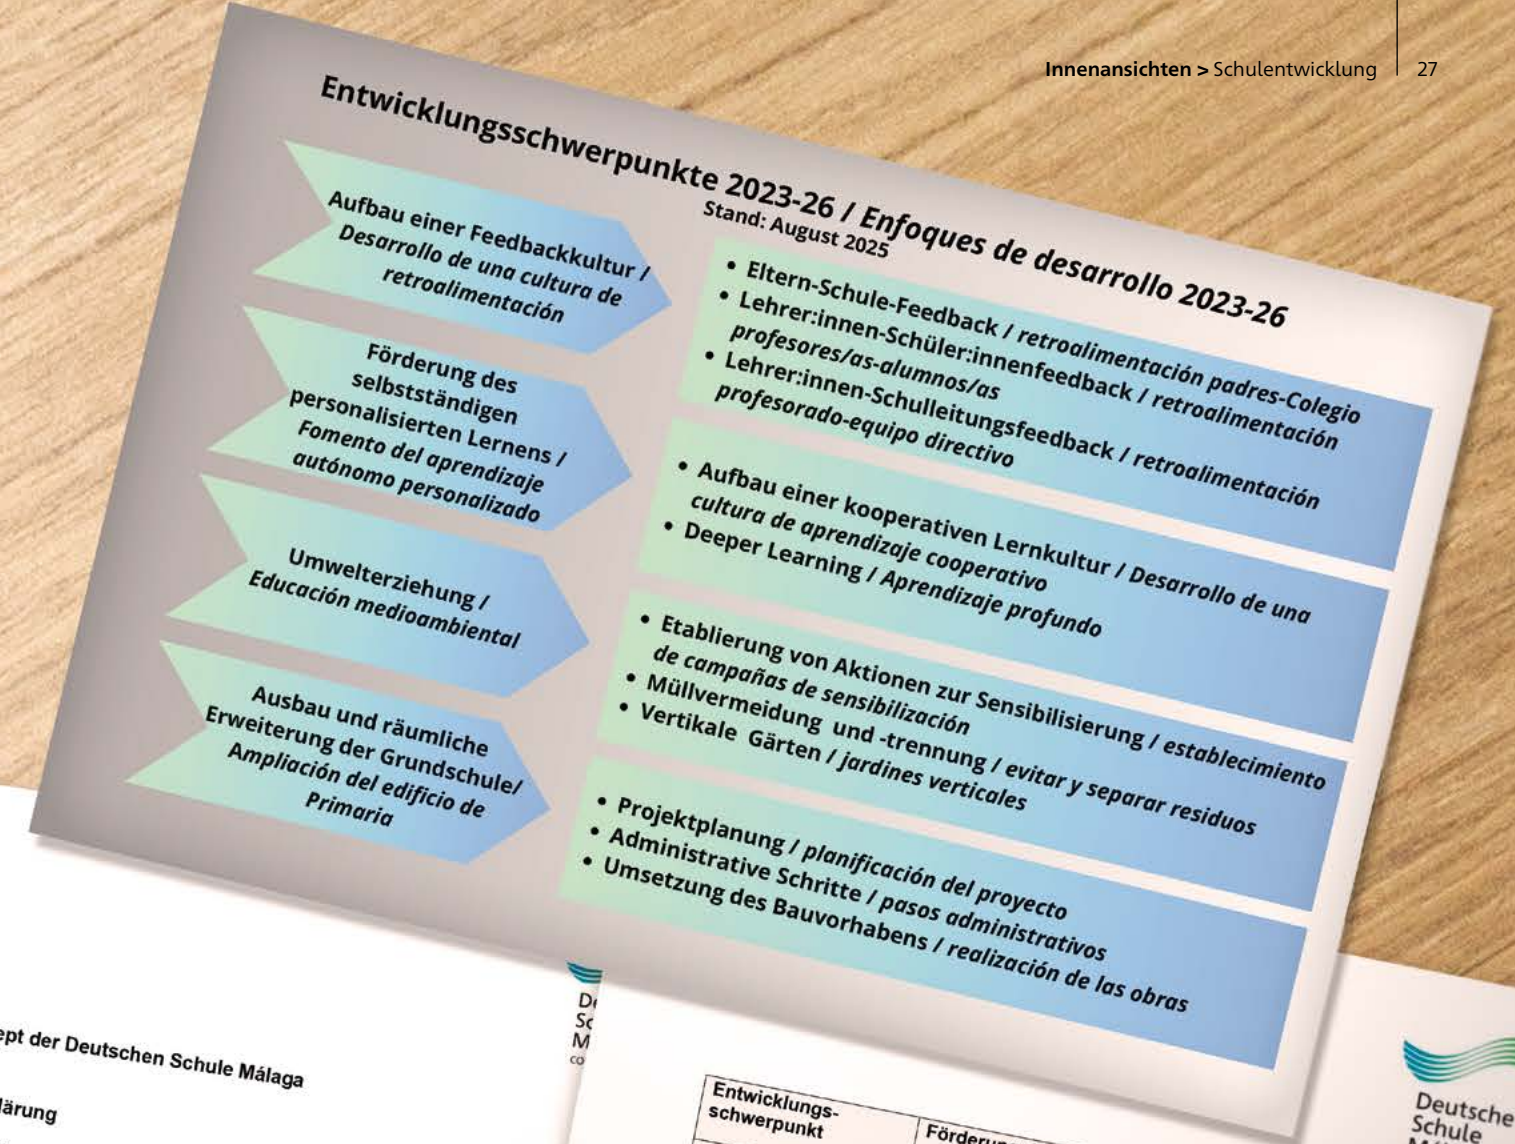 Innenansichten > Schulentwicklung 27
Entwicklungsschwerpunkte 2023-26 / Enfoques de desarrollo 2023-26
Stand: August 2025
Aufbau einer Feedbackkultur /
Desarrollo de una cultura de
retroalimentación
• Eltern-Schule-Feedback / retroalimentación padres-Colegio
• Lehrer:innen-Schüler:innenfeedback / retroalimentación
profesores/as-alumnos/as
• Lehrer:innen-Schulleitungsfeedback / retroalimentación
profesorado-equipo directivo
Förderung des
selbstständigen
personalisierten Lernens /
Fomento del aprendizaje
autónomo personalizado
• Aufbau einer kooperativen Lernkultur / Desarrollo de una
cultura de aprendizaje cooperativo
• Deeper Learning / Aprendizaje profundo
Umwelterziehung /
Educación medioambiental
• Etablierung von Aktionen zur Sensibilisierung / establecimiento
de campañas de sensibilización
• Müllvermeidung und -trennung / evitar y separar residuos
• Vertikale Gärten / jardines verticales
Ausbau und räumliche
Erweiterung der Grundschule/
Ampliación del edificio de
Primaria
• Projektplanung / planificación del proyecto
• Administrative Schritte / pasos administrativos
• Umsetzung des Bauvorhabens / realización de las obras
der Deutschen Schule Málaga
Entwicklungs-
schwerpunkt
Deutsche
Schule